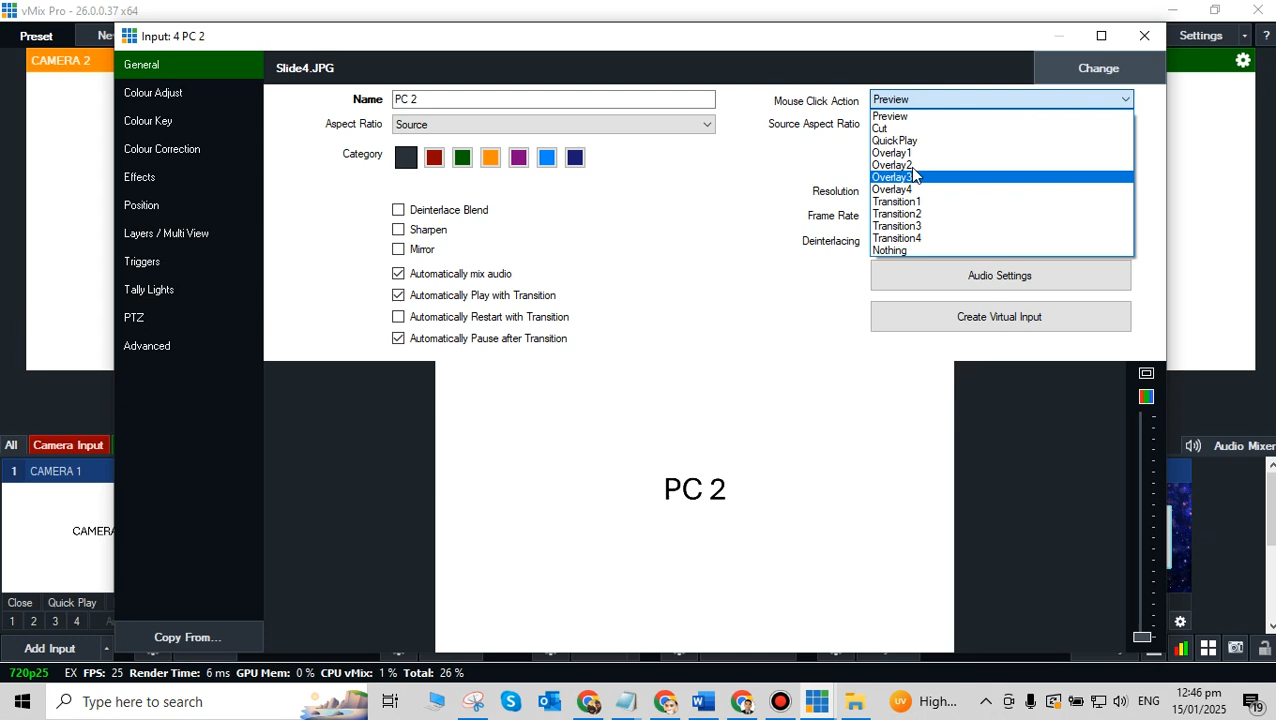 vMix Pro - 26.0.0.37 x64
Preset
Ne
Settings
?
CAMERA 2
Input: 4 PC 2
General
Colour Adjust
Colour Key
Colour Correction
Effects
Position
Layers / Multi View
Triggers
Tally Lights
PTZ
Advanced
Copy From...
Slide4.JPG
Change
Name
PC 2
Aspect Ratio
Source
Category
Deinterlace Blend
Sharpen
Mirror
Automatically mix audio
Automatically Play with Transition
Automatically Restart with Transition
Automatically Pause after Transition
Mouse Click Action
Preview
Source Aspect Ratio
Preview
Cut
QuickPlay
Overlay1
Overlay2
Overlay3
Overlay4
Transition1
Transition2
Transition3
Transition4
Nothing
Resolution
Frame Rate
Deinterlacing
Audio Settings
Create Virtual Input
PC 2
All
Camera Input
Audio Mixer
1 CAMERA 1
CAMERA
Close
Quick Play
1 2 3 4
Add Input
720p25 EX FPS: 25 Render Time: 6 ms GPU Mem: 0 % CPU vMix: 1 % Total: 26 %
Type here to search
High...
ENG
12:46 pm
15/01/2025
19